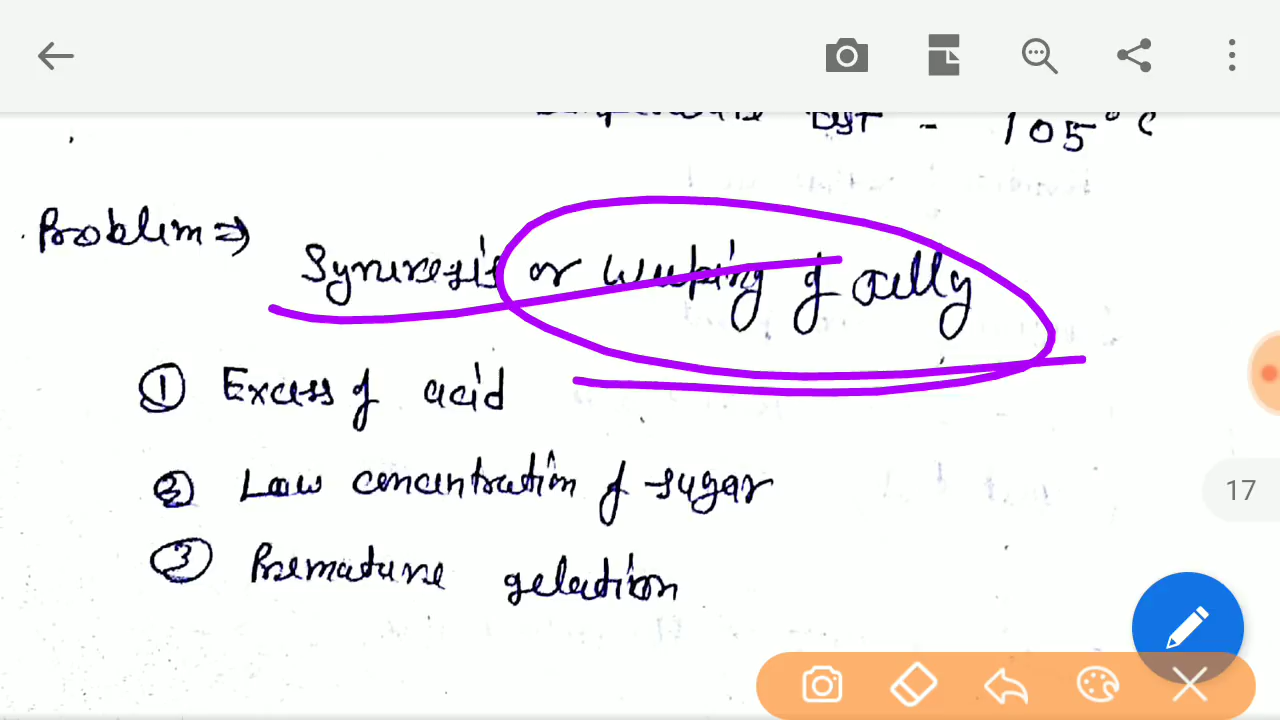 105°C
Problem ⇒
Syneresis or Weeping of Jelly
① Excess of acid
② Low concentration of sugar
③ Premature gelation
17